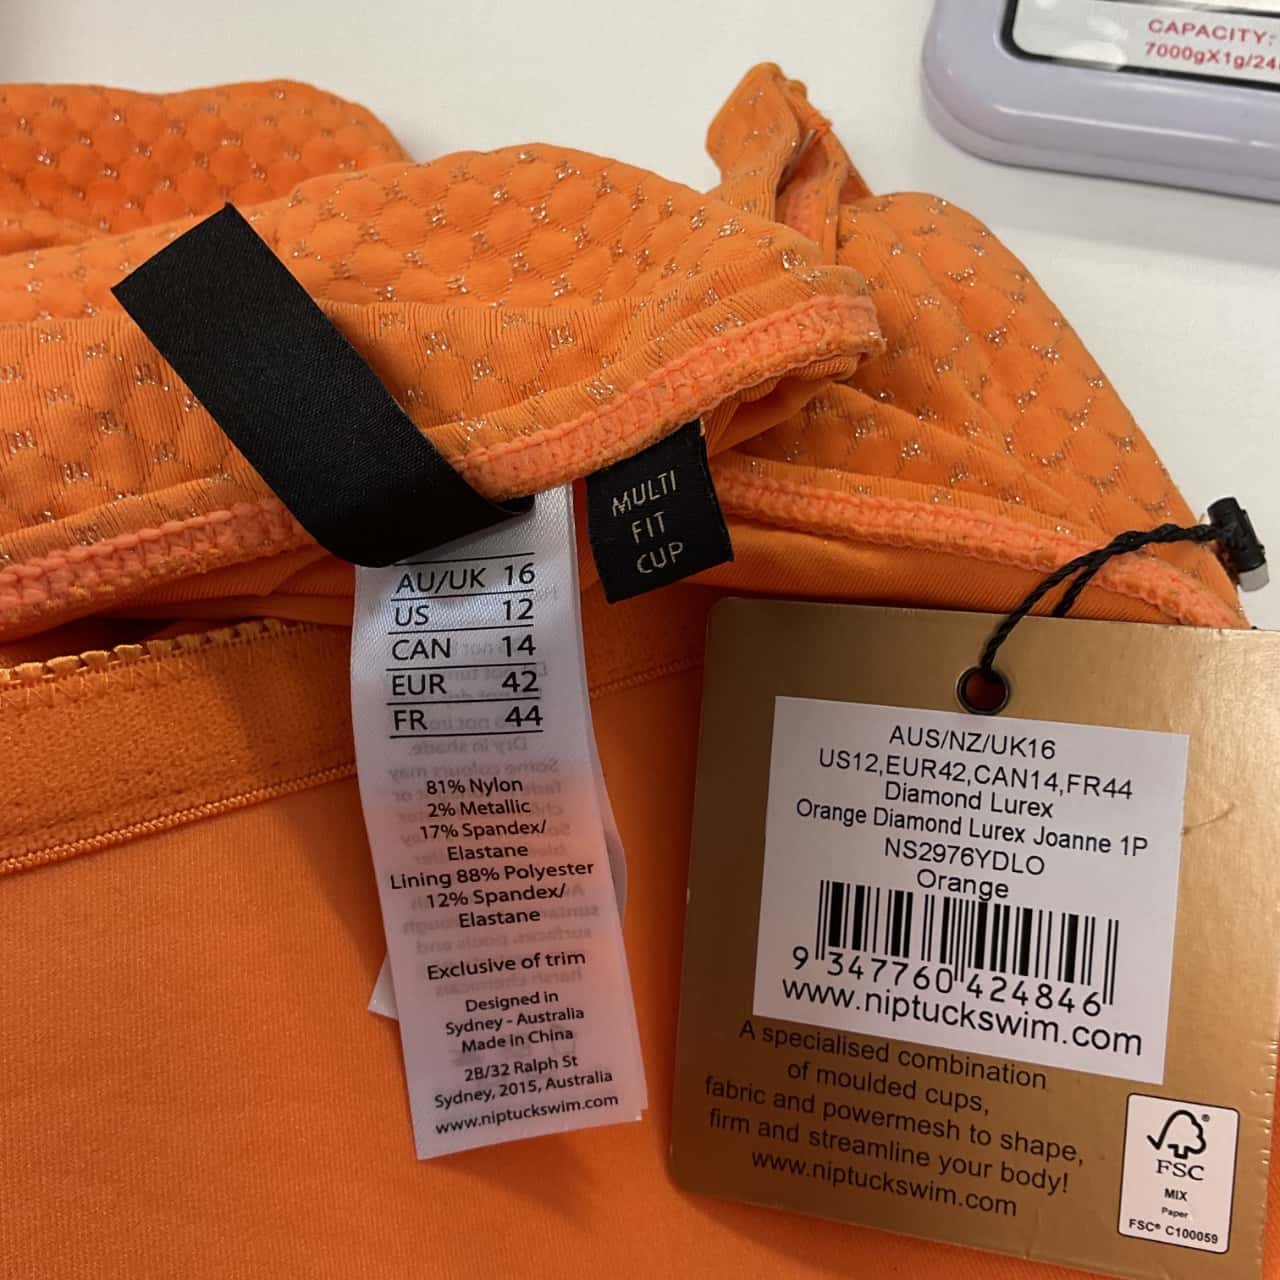 CAPACITY:
7000gX1g/24
MULTI
FIT
CUP
AU/UK 16
US 12
CAN 14
EUR 42
FR 44
81% Nylon
2% Metallic
17% Spandex/
Elastane
Lining 88% Polyester
12% Spandex/
Elastane
Exclusive of trim
Designed in
Sydney - Australia
Made in China
2B/32 Ralph St
Sydney, 2015, Australia
www.niptuckswim.com
AUS/NZ/UK16
US12,EUR42,CAN14,FR44
Diamond Lurex
Orange Diamond Lurex Joanne 1P
NS2976YDLO
Orange
9 347760 424846
www.niptuckswim.com
A specialised combination
of moulded cups,
fabric and powermesh to shape,
firm and streamline your body!
www.niptuckswim.com
FSC
MIX
Paper
FSC® C100059